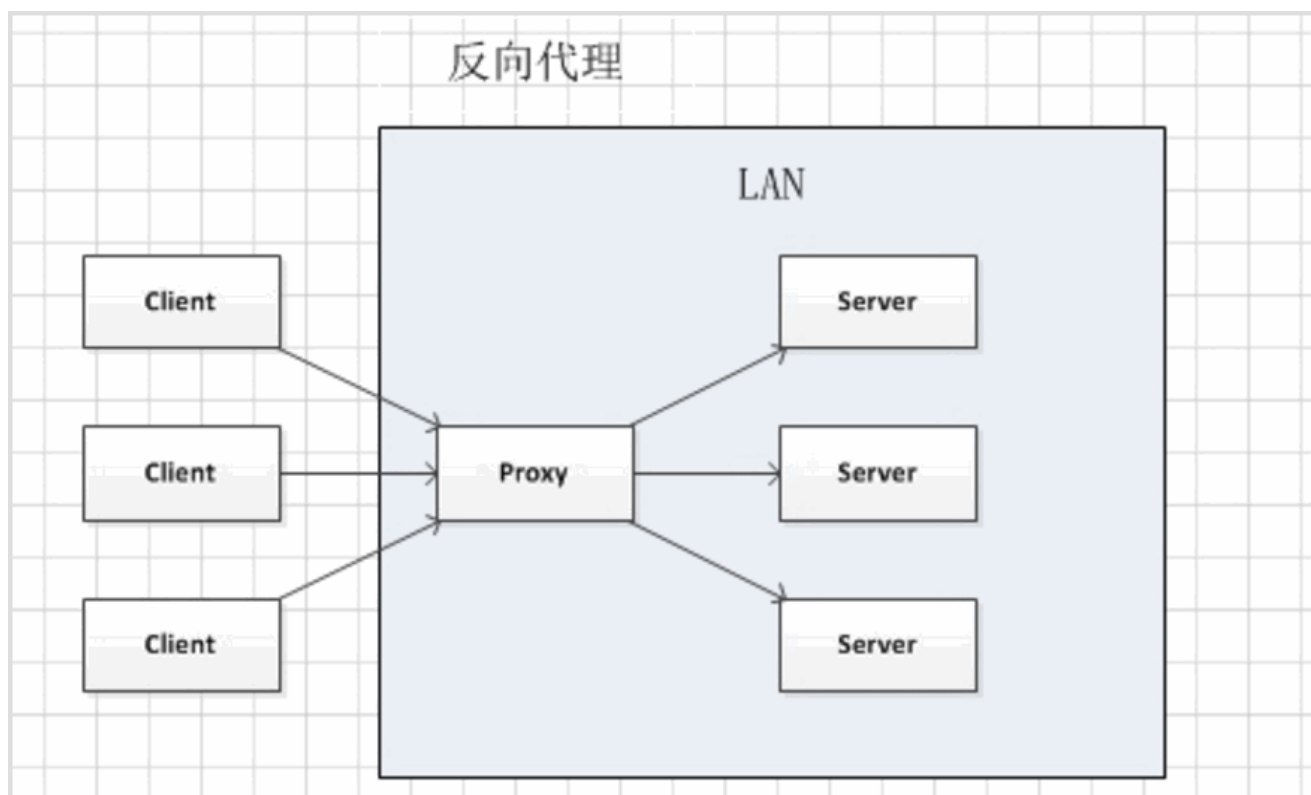 反向代理
LAN
Client
Server
Client
Proxy
Server
Client
Server